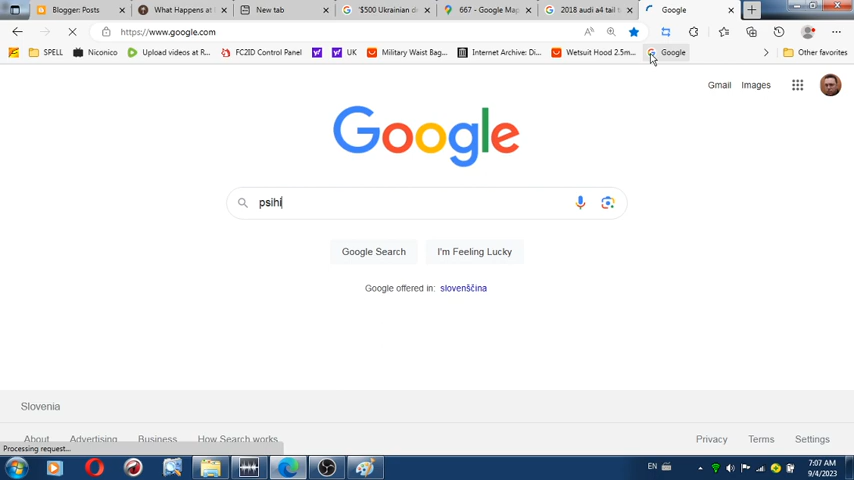 Blogger: Posts
What Happens at
New tab
'$500 Ukrainian d
667 - Google Ma
2018 audi a4 tail
Google
https://www.google.com
SPELL
Niconico
Upload videos at R...
FC2ID Control Panel
UK
Military Waist Bag...
Internet Archive: Di...
Wetsuit Hood 2.5m...
Google
Other favorites
Gmail Images
Google
psihi
Google Search
I'm Feeling Lucky
Google offered in: slovenščina
Slovenia
About Advertising Business How Search works
Privacy Terms Settings
Processing request...
EN
7:07 AM
9/4/2023